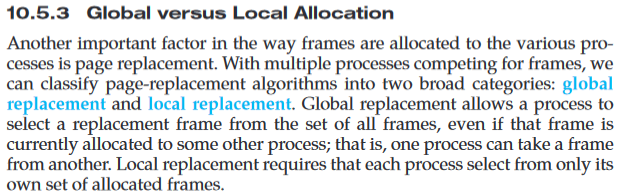 10.5.3 Global versus Local Allocation
Another important factor in the way frames are allocated to the various pro-
cesses is page replacement. With multiple processes competing for frames, we
can classify page-replacement algorithms into two broad categories: global
replacement and local replacement. Global replacement allows a process to
select a replacement frame from the set of all frames, even if that frame is
currently allocated to some other process; that is, one process can take a frame
from another. Local replacement requires that each process select from only its
own set of allocated frames.